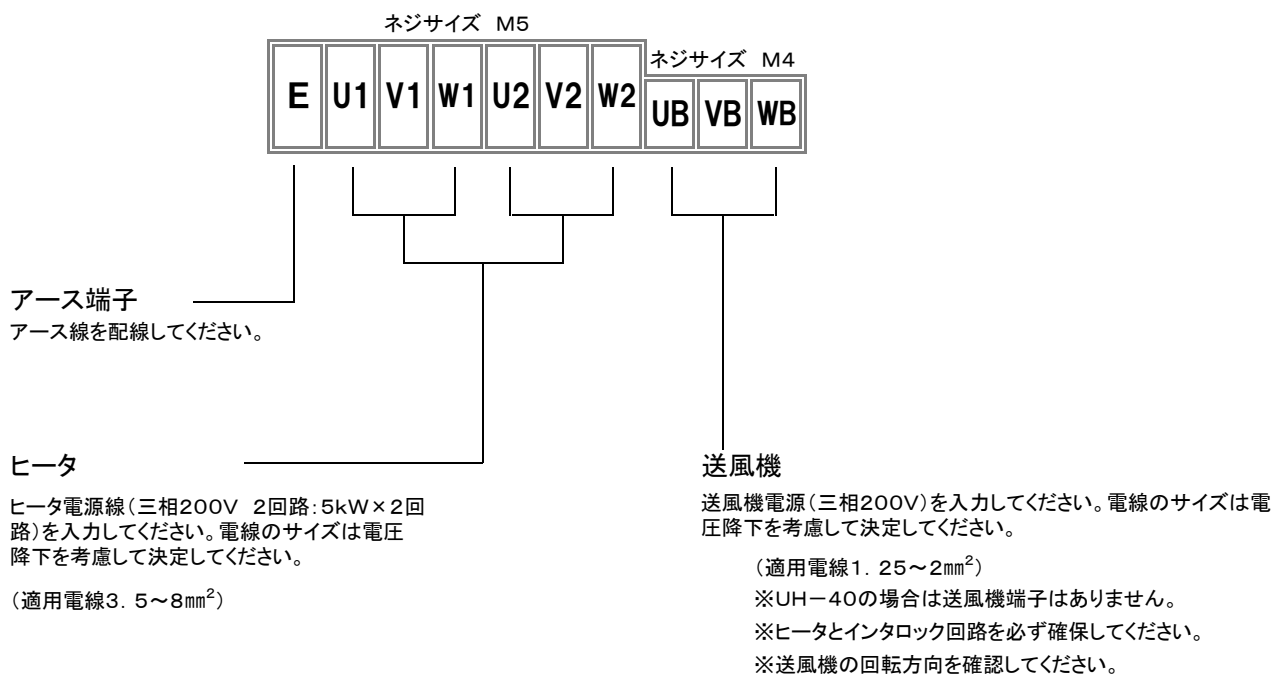 ネジサイズ　M5
ネジサイズ　M4
E U1 V1 W1 U2 V2 W2 UB VB WB
アース端子
アース線を配線してください。
ヒータ
ヒータ電源線（三相200V　2回路：5kW×2回
路）を入力してください。電線のサイズは電圧
降下を考慮して決定してください。
（適用電線3．5～8㎜²）
送風機
送風機電源（三相200V）を入力してください。電線のサイズは電
圧降下を考慮して決定してください。
（適用電線1．25～2㎜²）
※UH－40の場合は送風機端子はありません。
※ヒータとインタロック回路を必ず確保してください。
※送風機の回転方向を確認してください。